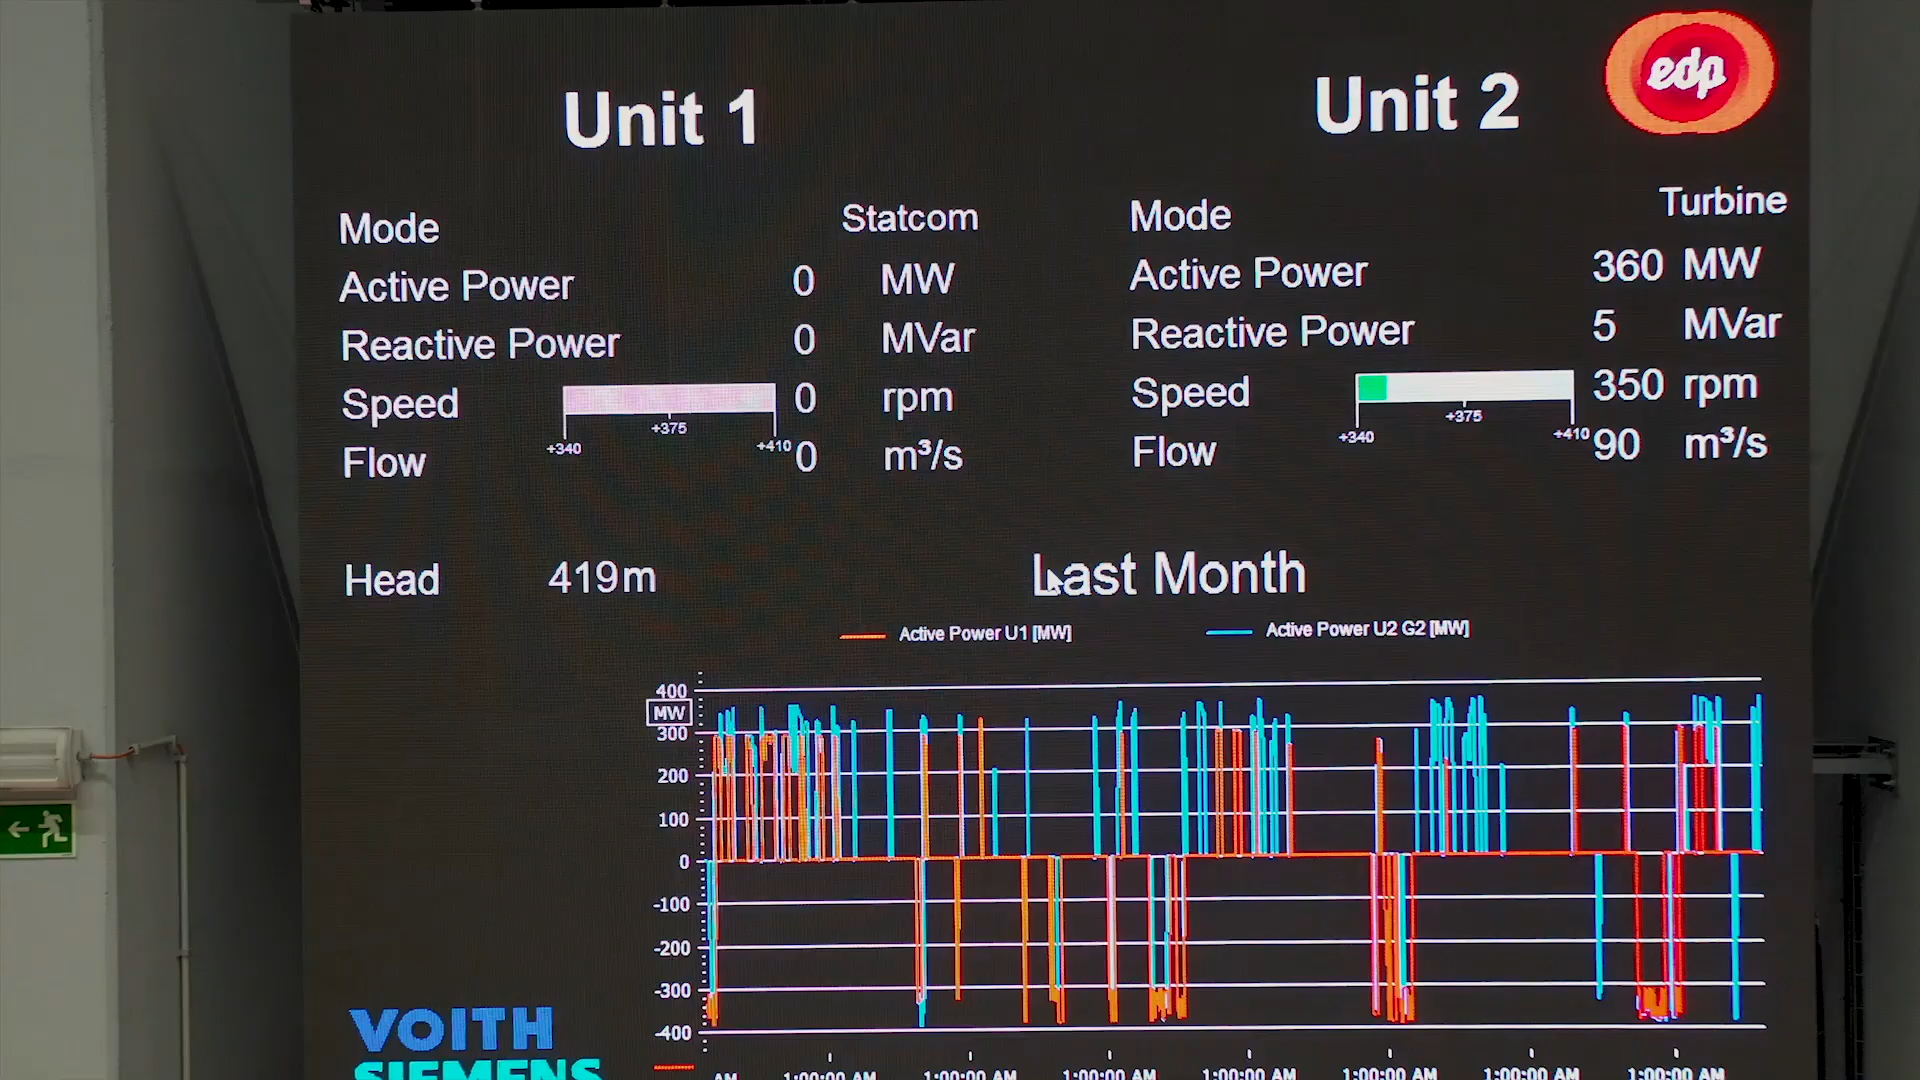 edp
Unit 1
Mode Statcom
Active Power 0 MW
Reactive Power 0 MVar
Speed 0 rpm
+340 +375 +410
Flow 0 m³/s
Unit 2
Mode Turbine
Active Power 360 MW
Reactive Power 5 MVar
Speed 350 rpm
+340 +375 +410
Flow 90 m³/s
Head 419m
Last Month
Active Power U1 [MW] Active Power U2 G2 [MW]
400
MW
300
200
100
0
-100
-200
-300
-400
AM 1:00:00 AM 1:00:00 AM 1:00:00 AM 1:00:00 AM 1:00:00 AM 1:00:00 AM 1:00:00 AM
VOITH
SIEMENS